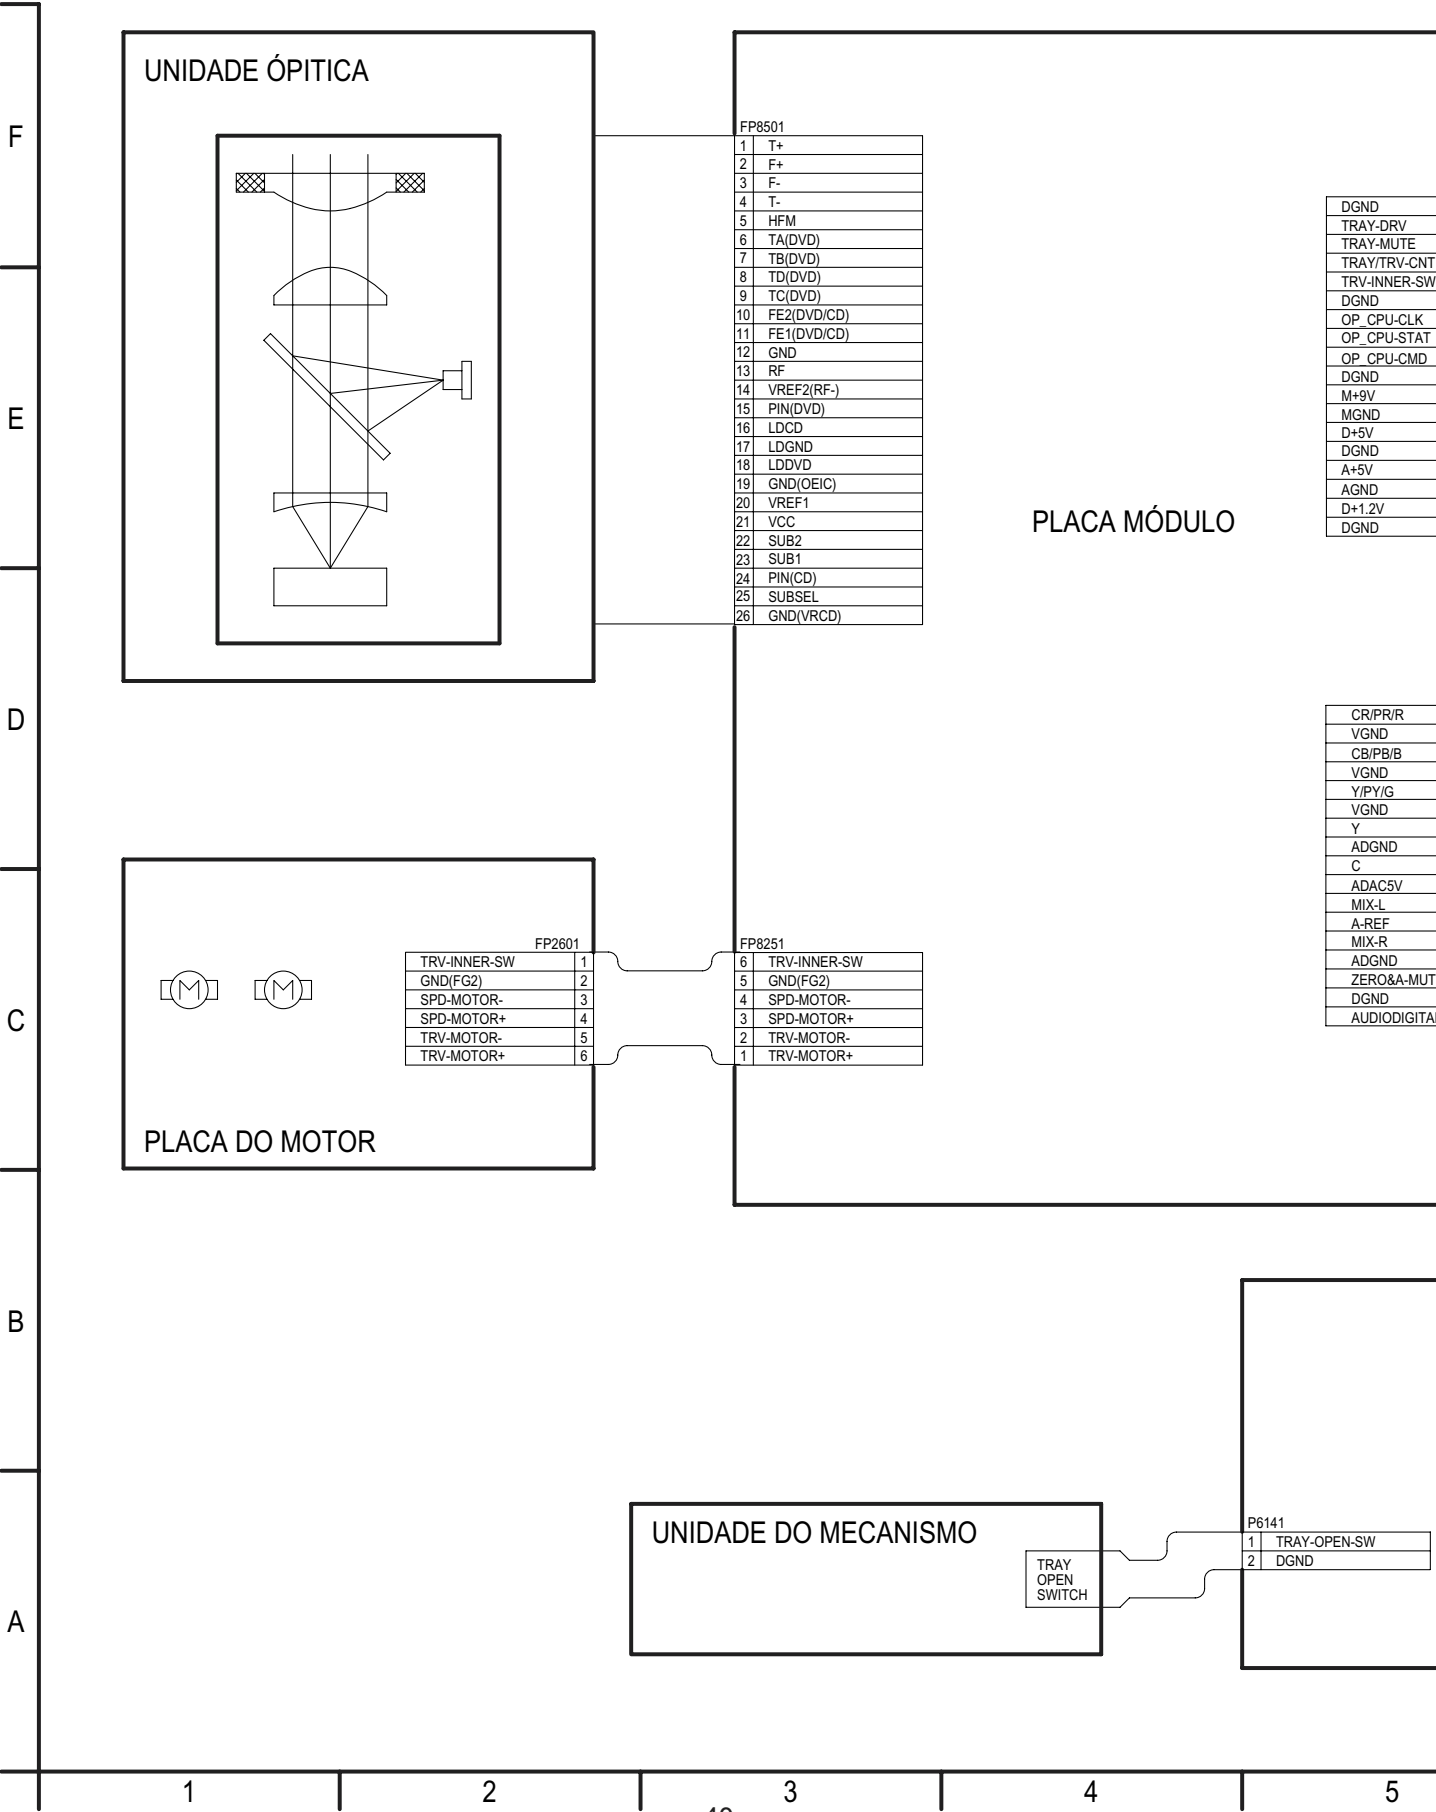 F
E
D
C
B
A
UNIDADE ÓPITICA
FP8501
1 T+
2 F+
3 F-
4 T-
5 HFM
6 TA(DVD)
7 TB(DVD)
8 TD(DVD)
9 TC(DVD)
10 FE2(DVD/CD)
11 FE1(DVD/CD)
12 GND
13 RF
14 VREF2(RF-)
15 PIN(DVD)
16 LDCD
17 LDGND
18 LDDVD
19 GND(OEIC)
20 VREF1
21 VCC
22 SUB2
23 SUB1
24 PIN(CD)
25 SUBSEL
26 GND(VRCD)
PLACA MÓDULO
DGND
TRAY-DRV
TRAY-MUTE
TRAY/TRV-CNT
TRV-INNER-SW
DGND
OP_CPU-CLK
OP_CPU-STAT
OP_CPU-CMD
DGND
M+9V
MGND
D+5V
DGND
A+5V
AGND
D+1.2V
DGND
CR/PR/R
VGND
CB/PB/B
VGND
Y/PY/G
VGND
Y
ADGND
C
ADAC5V
MIX-L
A-REF
MIX-R
ADGND
ZERO&A-MUT
DGND
AUDIODIGITA
M M
FP2601
TRV-INNER-SW 1
GND(FG2) 2
SPD-MOTOR- 3
SPD-MOTOR+ 4
TRV-MOTOR- 5
TRV-MOTOR+ 6
FP8251
6 TRV-INNER-SW
5 GND(FG2)
4 SPD-MOTOR-
3 SPD-MOTOR+
2 TRV-MOTOR-
1 TRV-MOTOR+
PLACA DO MOTOR
UNIDADE DO MECANISMO
TRAY
OPEN
SWITCH
P6141
1 TRAY-OPEN-SW
2 DGND
1 2 3 4 5